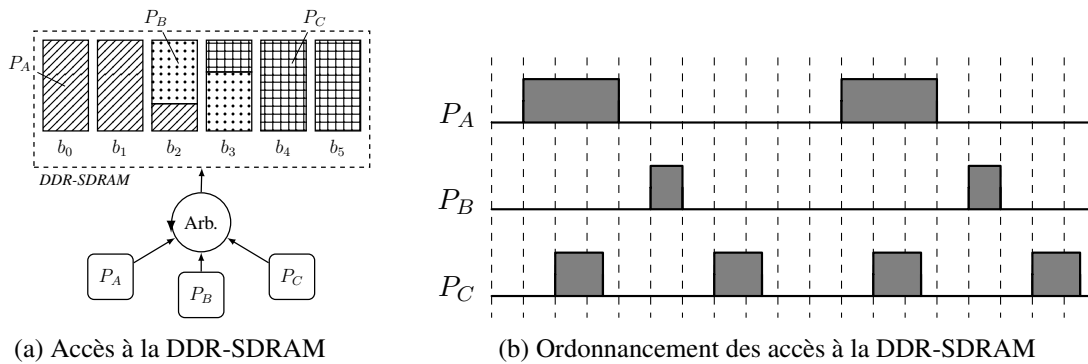 P_B
P_C
P_A
b_0 b_1 b_2 b_3 b_4 b_5
DDR-SDRAM
Arb.
P_A
P_B
P_C
(a) Accès à la DDR-SDRAM
P_A
P_B
P_C
(b) Ordonnancement des accès à la DDR-SDRAM